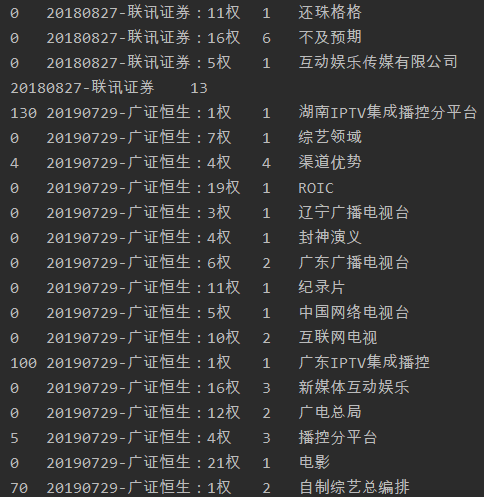 0 20180827-联讯证券：11权 1 还珠格格
0 20180827-联讯证券：16权 6 不及预期
0 20180827-联讯证券：5权 1 互动娱乐传媒有限公司
20180827-联讯证券 13
130 20190729-广证恒生：1权 1 湖南IPTV集成播控分平台
0 20190729-广证恒生：7权 1 综艺领域
4 20190729-广证恒生：4权 4 渠道优势
0 20190729-广证恒生：19权 1 ROIC
0 20190729-广证恒生：3权 1 辽宁广播电视台
0 20190729-广证恒生：4权 1 封神演义
0 20190729-广证恒生：6权 2 广东广播电视台
0 20190729-广证恒生：11权 1 纪录片
0 20190729-广证恒生：5权 1 中国网络电视台
0 20190729-广证恒生：10权 2 互联网电视
100 20190729-广证恒生：1权 1 广东IPTV集成播控
0 20190729-广证恒生：16权 3 新媒体互动娱乐
0 20190729-广证恒生：12权 2 广电总局
5 20190729-广证恒生：4权 3 播控分平台
0 20190729-广证恒生：21权 1 电影
70 20190729-广证恒生：1权 2 自制综艺总编排